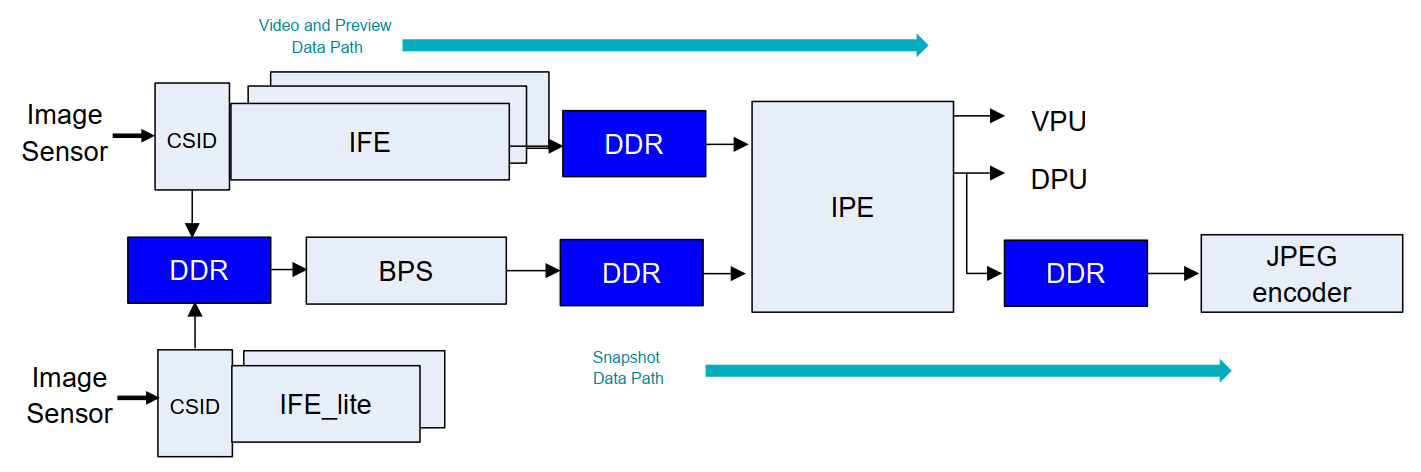 Video and Preview
Data Path
Image
Sensor
CSID
IFE
DDR
IPE
VPU
DPU
DDR
BPS
DDR
DDR
JPEG
encoder
Snapshot
Data Path
Image
Sensor
CSID
IFE_lite